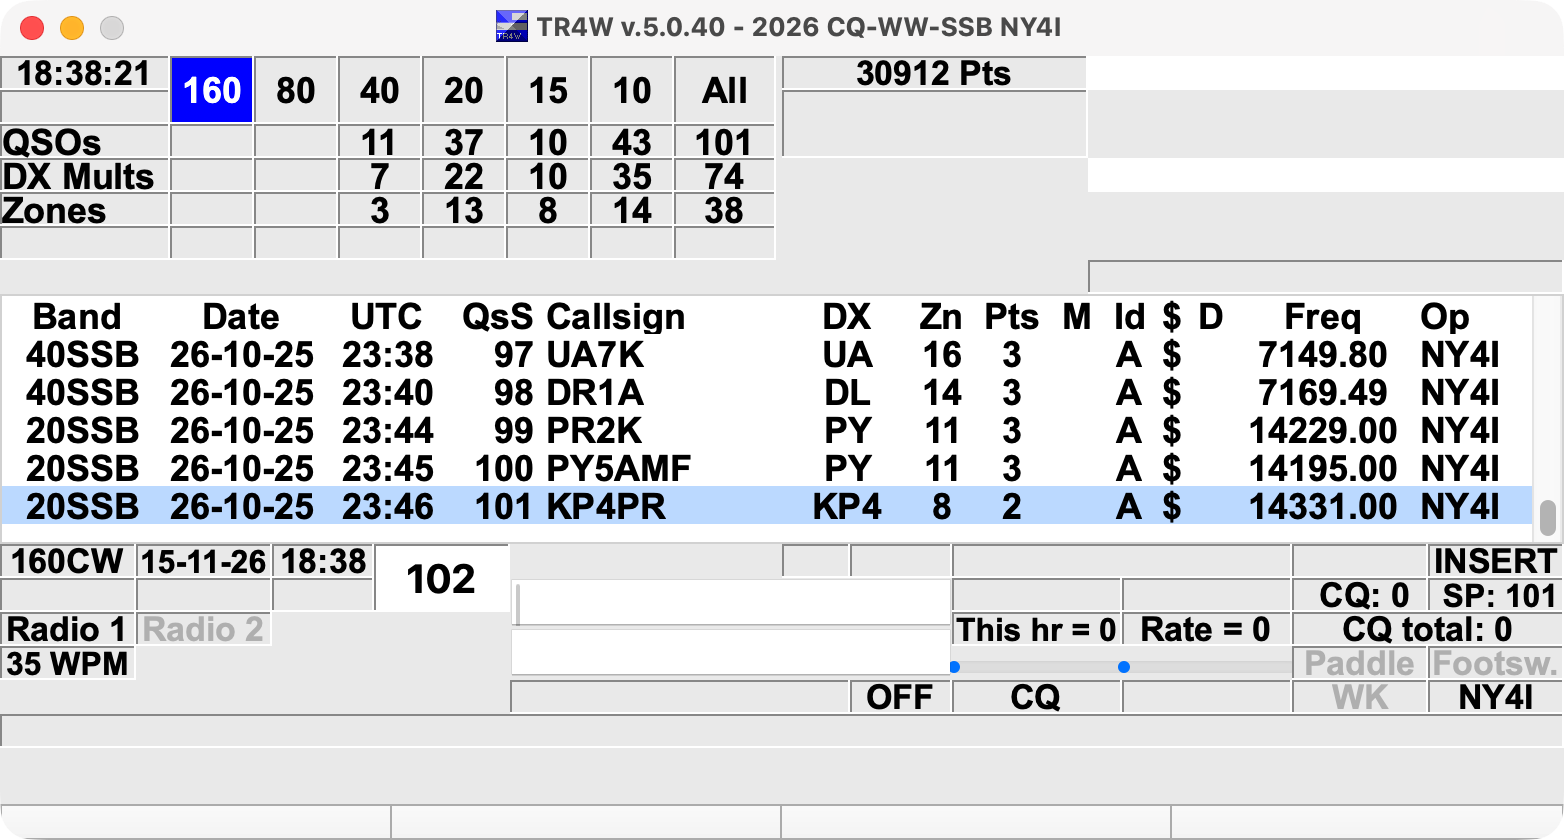 TR4W v.5.0.40 - 2026 CQ-WW-SSB NY4I
18:38:21 160 80 40 20 15 10 All 30912 Pts
QSOs 11 37 10 43 101
DX Mults 7 22 10 35 74
Zones 3 13 8 14 38
Band Date UTC QsS Callsign DX Zn Pts M Id $ D Freq Op
40SSB 26-10-25 23:38 97 UA7K UA 16 3 A $ 7149.80 NY4I
40SSB 26-10-25 23:40 98 DR1A DL 14 3 A $ 7169.49 NY4I
20SSB 26-10-25 23:44 99 PR2K PY 11 3 A $ 14229.00 NY4I
20SSB 26-10-25 23:45 100 PY5AMF PY 11 3 A $ 14195.00 NY4I
20SSB 26-10-25 23:46 101 KP4PR KP4 8 2 A $ 14331.00 NY4I
160CW 15-11-26 18:38 102 INSERT
CQ: 0 SP: 101
Radio 1 Radio 2 This hr = 0 Rate = 0 CQ total: 0
35 WPM Paddle Footsw.
OFF CQ WK NY4I